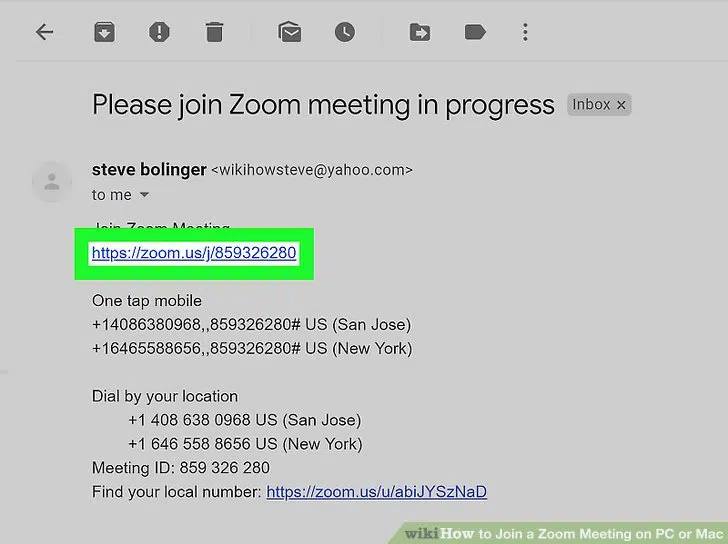 Please join Zoom meeting in progress Inbox ×
steve bolinger <wikihowsteve@yahoo.com>
to me
Join Zoom Meeting
https://zoom.us/j/859326280
One tap mobile
+14086380968,,859326280# US (San Jose)
+16465588656,,859326280# US (New York)
Dial by your location
+1 408 638 0968 US (San Jose)
+1 646 558 8656 US (New York)
Meeting ID: 859 326 280
Find your local number: https://zoom.us/u/abiJYSzNaD
wikiHow to Join a Zoom Meeting on PC or Mac